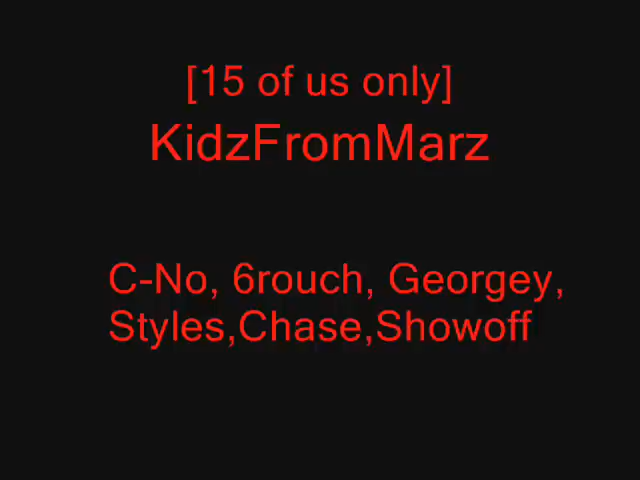 [15 of us only]
KidzFromMarz
C-No, 6rouch, Georgey,
Styles,Chase,Showoff